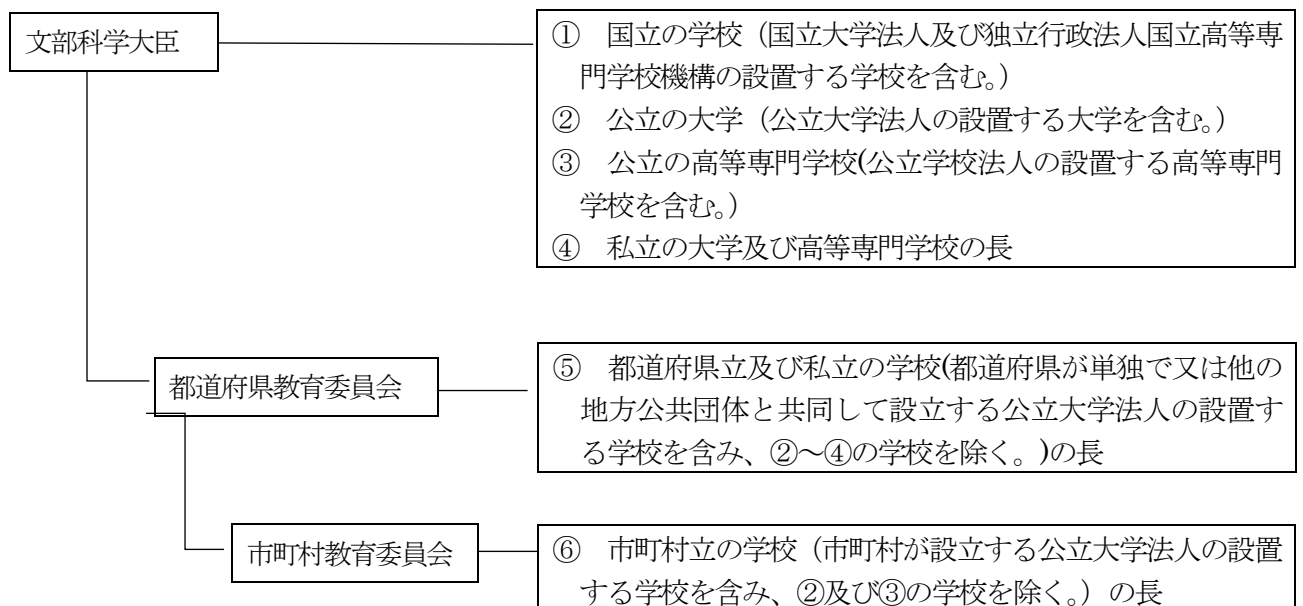 文部科学大臣
① 国立の学校（国立大学法人及び独立行政法人国立高等専
門学校機構の設置する学校を含む。）
② 公立の大学（公立大学法人の設置する大学を含む。）
③ 公立の高等専門学校(公立学校法人の設置する高等専門
学校を含む。）
④ 私立の大学及び高等専門学校の長
都道府県教育委員会
⑤ 都道府県立及び私立の学校(都道府県が単独で又は他の
地方公共団体と共同して設立する公立大学法人の設置す
る学校を含み、②～④の学校を除く。)の長
市町村教育委員会
⑥ 市町村立の学校（市町村が設立する公立大学法人の設置
する学校を含み、②及び③の学校を除く。）の長